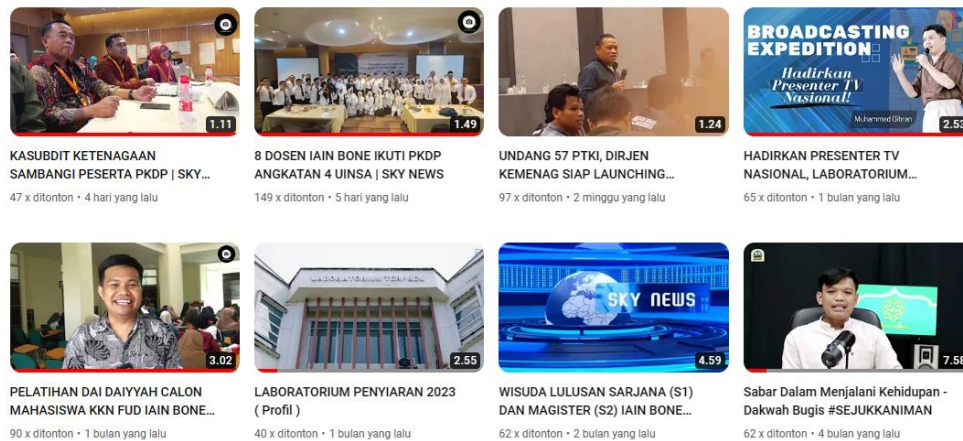 1.11
1.49
1.24
BROADCASTING
EXPEDITION
Hadirkan
Presenter TV
Nasional!
Muhammad Gibran
2.53
KASUBDIT KETENAGAAN
SAMBANGI PESERTA PKDP | SKY...
47 x ditonton • 4 hari yang lalu
8 DOSEN IAIN BONE IKUTI PKDP
ANGKATAN 4 UINSA | SKY NEWS
149 x ditonton • 5 hari yang lalu
UNDANG 57 PTKI, DIRJEN
KEMENAG SIAP LAUNCHING...
97 x ditonton • 2 minggu yang lalu
HADIRKAN PRESENTER TV
NASIONAL, LABORATORIUM...
65 x ditonton • 1 bulan yang lalu
3.02
LABORATORIUM TERPADU
2.55
SKY NEWS
4.59
7.58
PELATIHAN DAI DAIYYAH CALON
MAHASISWA KKN FUD IAIN BONE...
90 x ditonton • 1 bulan yang lalu
LABORATORIUM PENYIARAN 2023
( Profil )
40 x ditonton • 1 bulan yang lalu
WISUDA LULUSAN SARJANA (S1)
DAN MAGISTER (S2) IAIN BONE...
62 x ditonton • 2 bulan yang lalu
Sabar Dalam Menjalani Kehidupan -
Dakwah Bugis #SEJUKKANIMAN
62 x ditonton • 4 bulan yang lalu